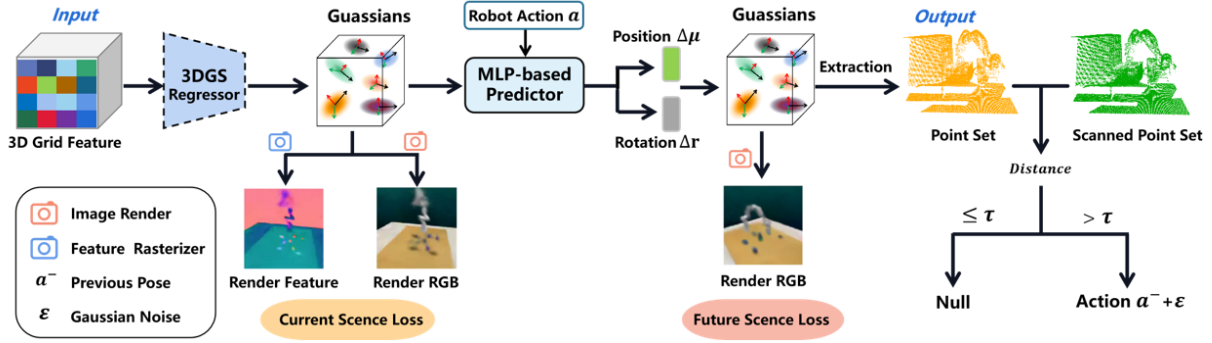 Input
3D Grid Feature
3DGS
Regressor
Guassians
Robot Action a
MLP-based
Predictor
Position Δμ
Rotation Δr
Guassians
Extraction
Output
Point Set
Scanned Point Set
Distance
≤ τ
> τ
Null
Action a⁻+ε
Image Render
Feature Rasterizer
a⁻ Previous Pose
ε Gaussian Noise
Render Feature
Render RGB
Current Scence Loss
Render RGB
Future Science Loss